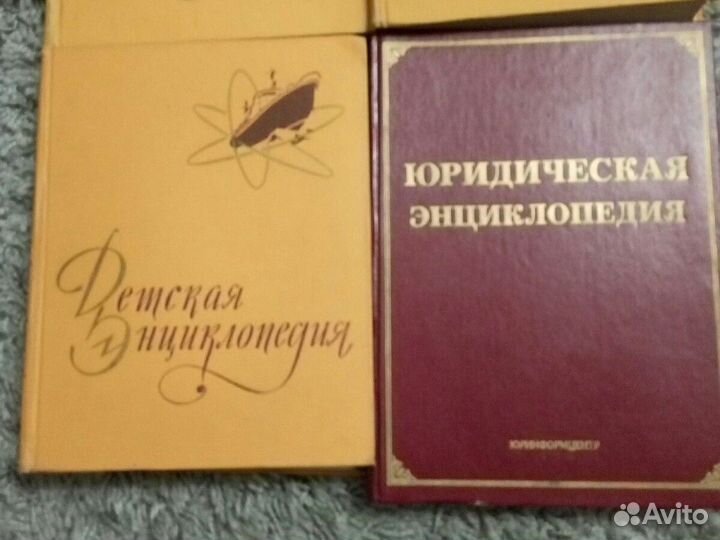 Детская
Энциклопедия
ЮРИДИЧЕСКАЯ
ЭНЦИКЛОПЕДИЯ
ЮРИНФОРМЦЕНТР
Avito